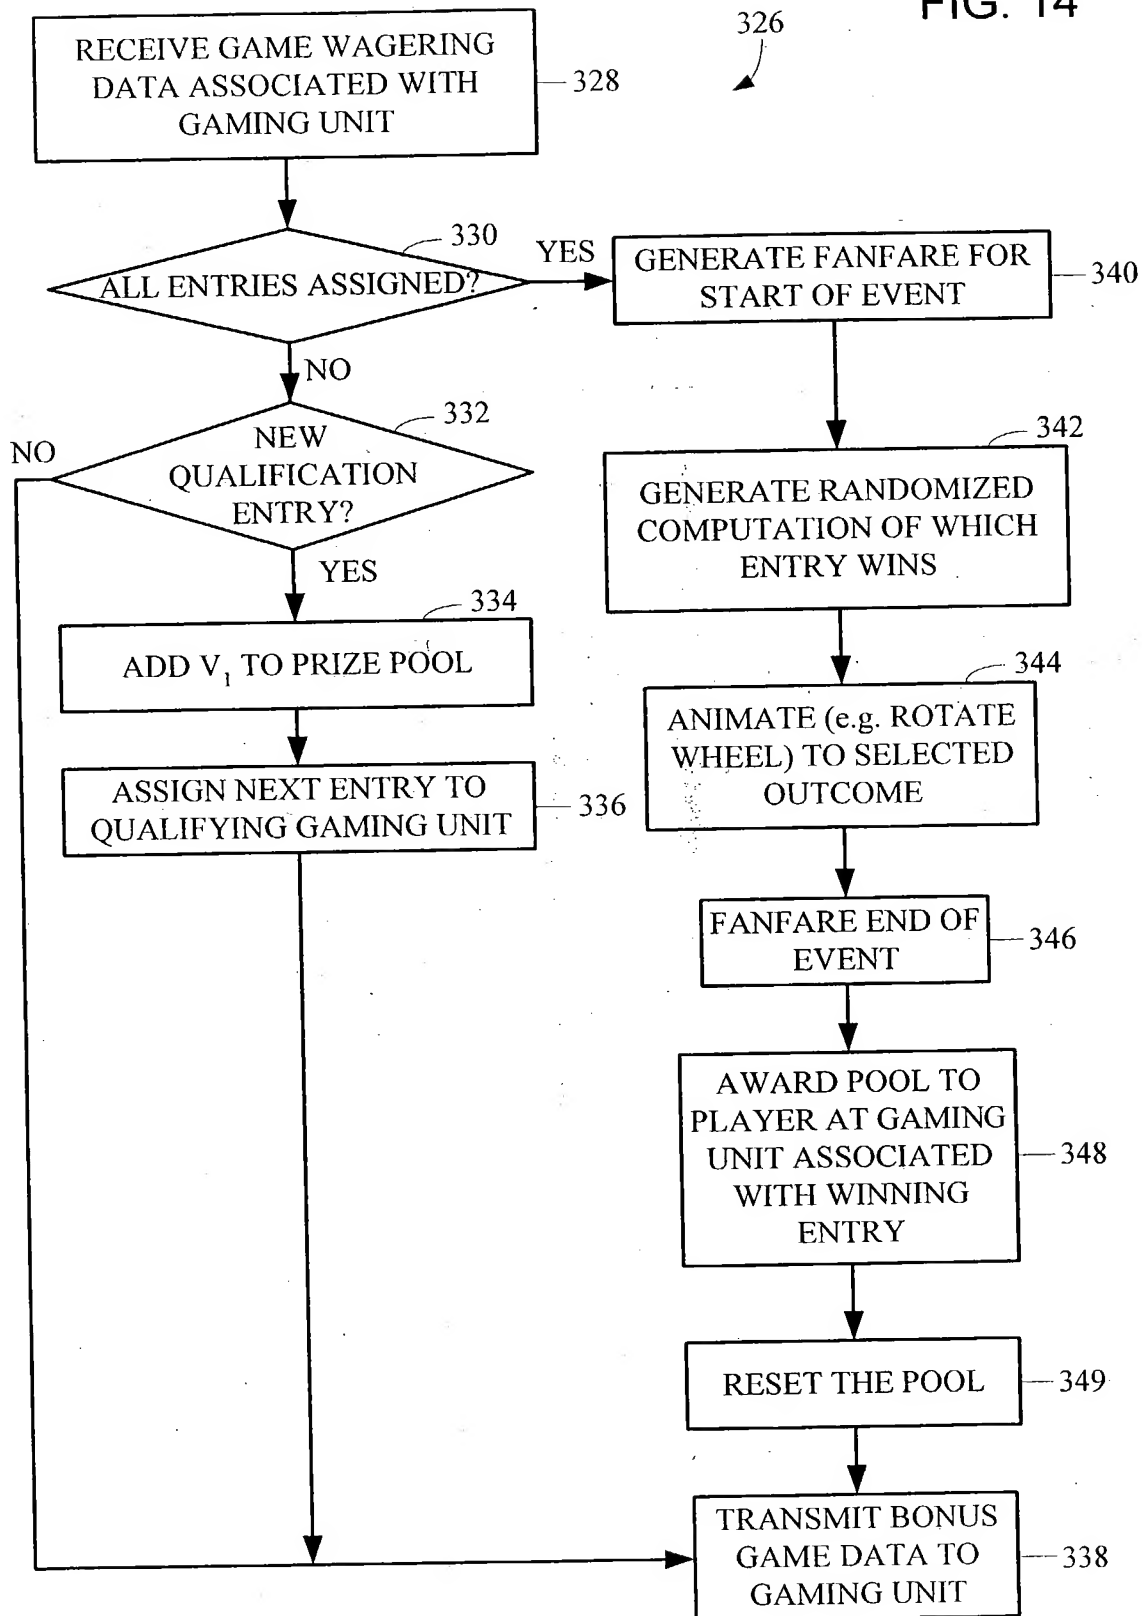 FIG. 14
326
RECEIVE GAME WAGERING
DATA ASSOCIATED WITH
GAMING UNIT
328
330
ALL ENTRIES ASSIGNED?
YES
GENERATE FANFARE FOR
START OF EVENT
340
NO
332
NEW
QUALIFICATION
ENTRY?
NO
YES
334
ADD V₁ TO PRIZE POOL
ASSIGN NEXT ENTRY TO
QUALIFYING GAMING UNIT
336
342
GENERATE RANDOMIZED
COMPUTATION OF WHICH
ENTRY WINS
344
ANIMATE (e.g. ROTATE
WHEEL) TO SELECTED
OUTCOME
FANFARE END OF
EVENT
346
AWARD POOL TO
PLAYER AT GAMING
UNIT ASSOCIATED
WITH WINNING
ENTRY
348
RESET THE POOL
349
TRANSMIT BONUS
GAME DATA TO
GAMING UNIT
338